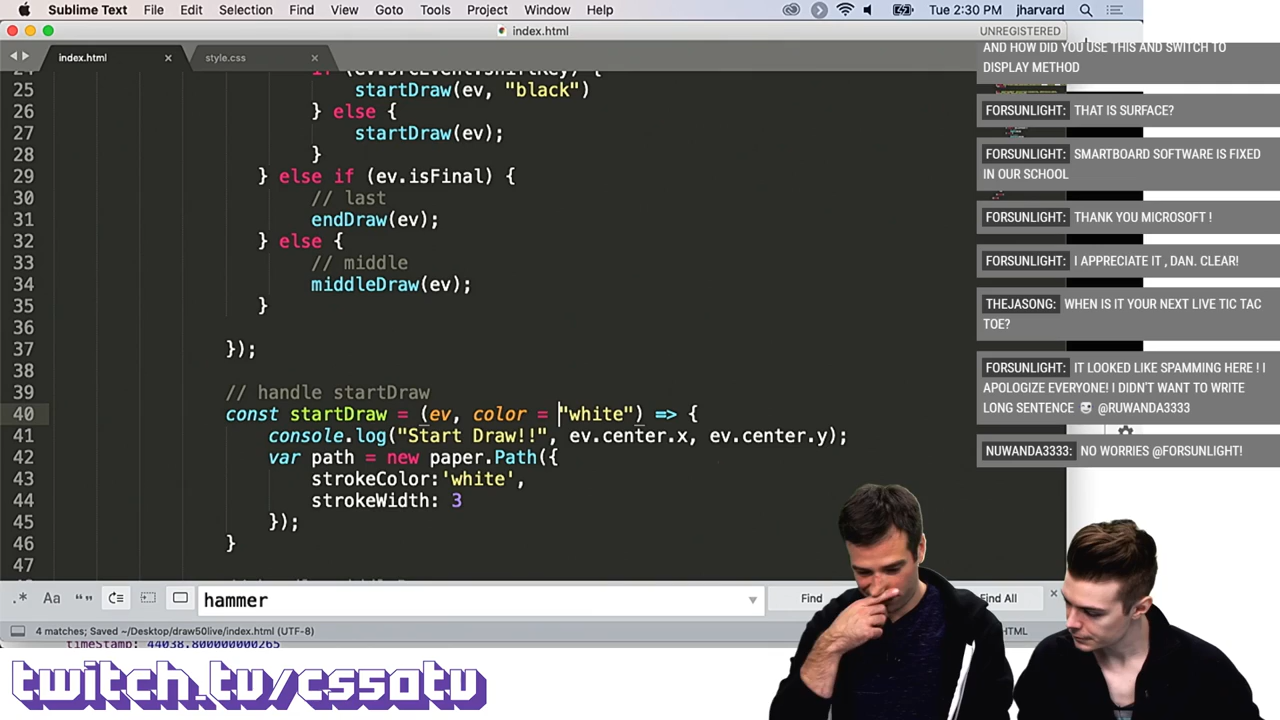 Sublime Text File Edit Selection Find View Goto Tools Project Window Help Tue 2:30 PM jharvard
index.html UNREGISTERED
index.html × style.css ×
AND HOW DID YOU USE THIS AND SWITCH TO
DISPLAY METHOD
FORSUNLIGHT: THAT IS SURFACE?
FORSUNLIGHT: SMARTBOARD SOFTWARE IS FIXED
IN OUR SCHOOL
FORSUNLIGHT: THANK YOU MICROSOFT !
FORSUNLIGHT: I APPRECIATE IT , DAN. CLEAR!
THEJASONG: WHEN IS IT YOUR NEXT LIVE TIC TAC
TOE?
FORSUNLIGHT: IT LOOKED LIKE SPAMMING HERE ! I
APOLOGIZE EVERYONE! I DIDN'T WANT TO WRITE
LONG SENTENCE @RUWANDA3333
NUWANDA3333: NO WORRIES @FORSUNLIGHT!
24 if (ev.srcEvent.shiftKey) {
25 startDraw(ev, "black")
26 } else {
27 startDraw(ev);
28 }
29 } else if (ev.isFinal) {
30 // last
31 endDraw(ev);
32 } else {
33 // middle
34 middleDraw(ev);
35 }
36
37 });
38
39 // handle startDraw
40 const startDraw = (ev, color = "white") => {
41 console.log("Start Draw!!", ev.center.x, ev.center.y);
42 var path = new paper.Path({
43 strokeColor:'white',
44 strokeWidth: 3
45 });
46 }
47
.* Aa “” hammer Find Find All ×
4 matches; Saved ~/Desktop/draw50live/index.html (UTF-8) HTML
timeStamp: 44038.800000000265
twitch.tv/cs50tv